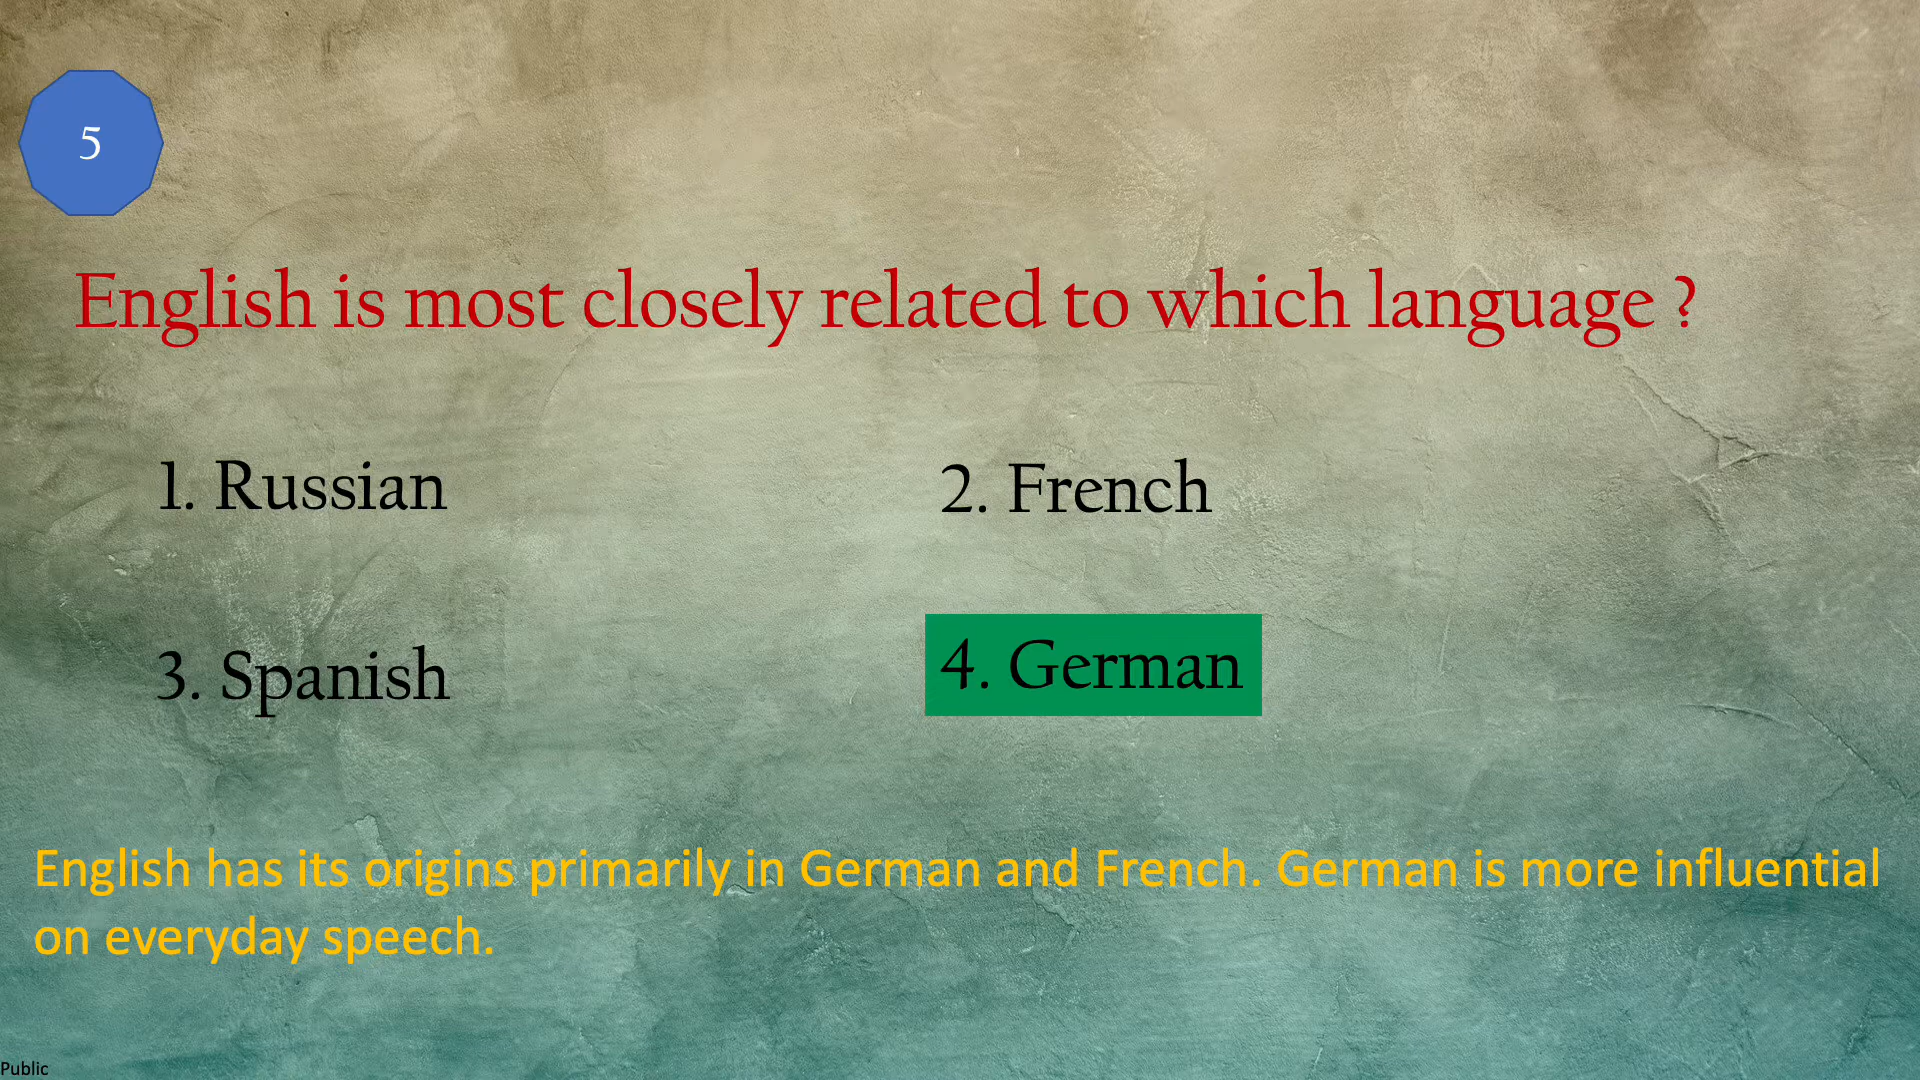 5
English is most closely related to which language ?
1. Russian
2. French
3. Spanish
4. German
English has its origins primarily in German and French. German is more influential
on everyday speech.
Public